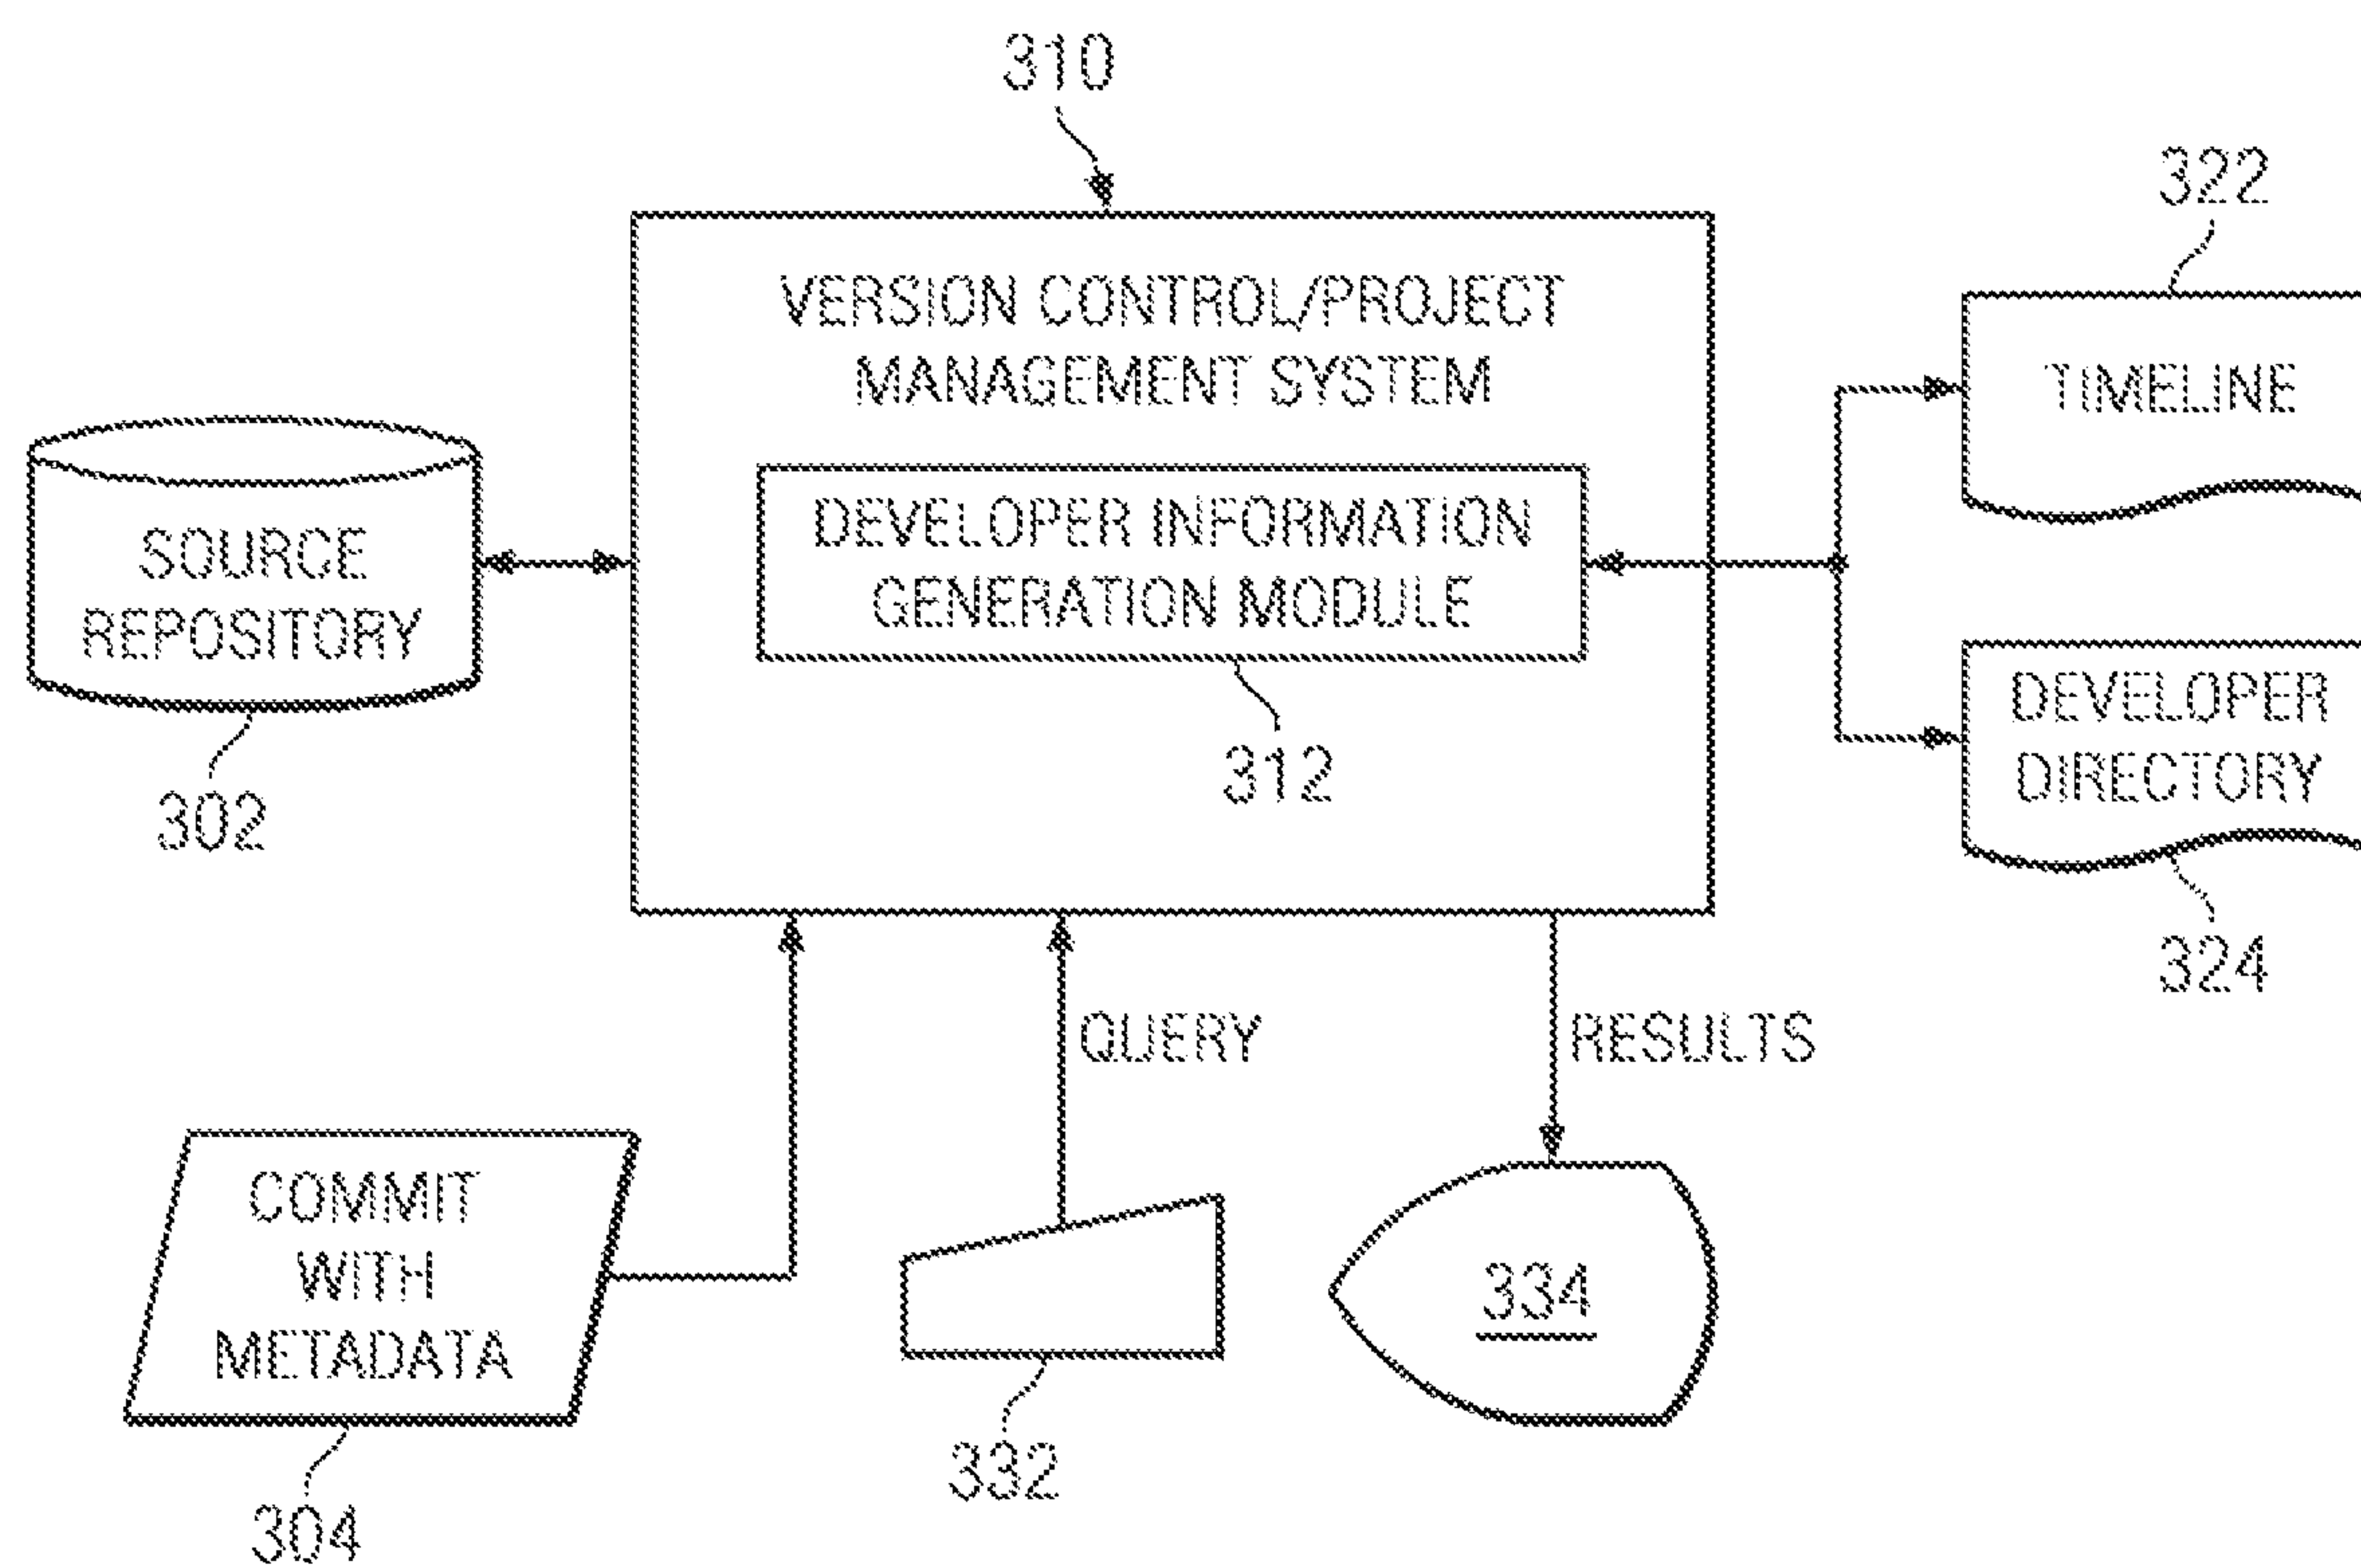 310
322
VERSION CONTROL/PROJECT
MANAGEMENT SYSTEM
TIMELINE
DEVELOPER INFORMATION
GENERATION MODULE
SOURCE
REPOSITORY
312
302
DEVELOPER
DIRECTORY
324
QUERY
RESULTS
COMMIT
WITH
METADATA
334
332
304